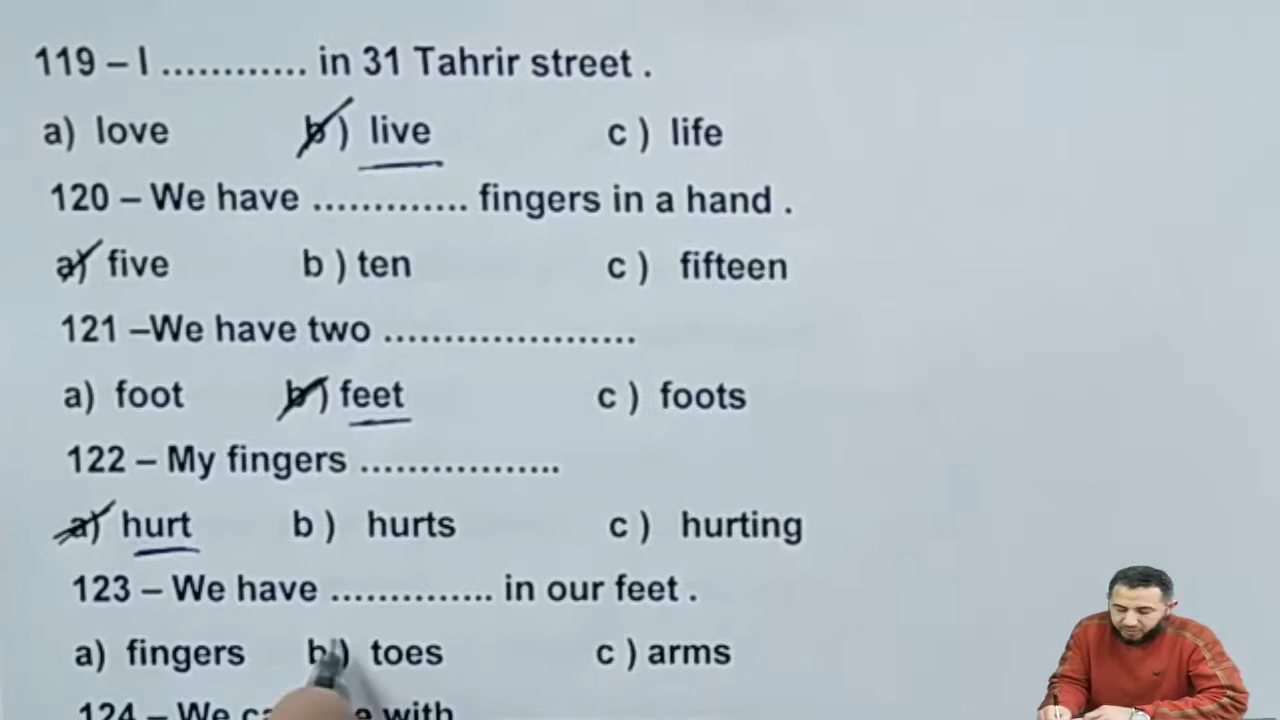 119 – I ............ in 31 Tahrir street .
a) love b ) live c ) life
120 – We have ............. fingers in a hand .
a) five b ) ten c ) fifteen
121 –We have two .....................
a) foot b ) feet c ) foots
122 – My fingers .................
a) hurt b ) hurts c ) hurting
123 – We have .............. in our feet .
a) fingers b ) toes c ) arms
124 – We with